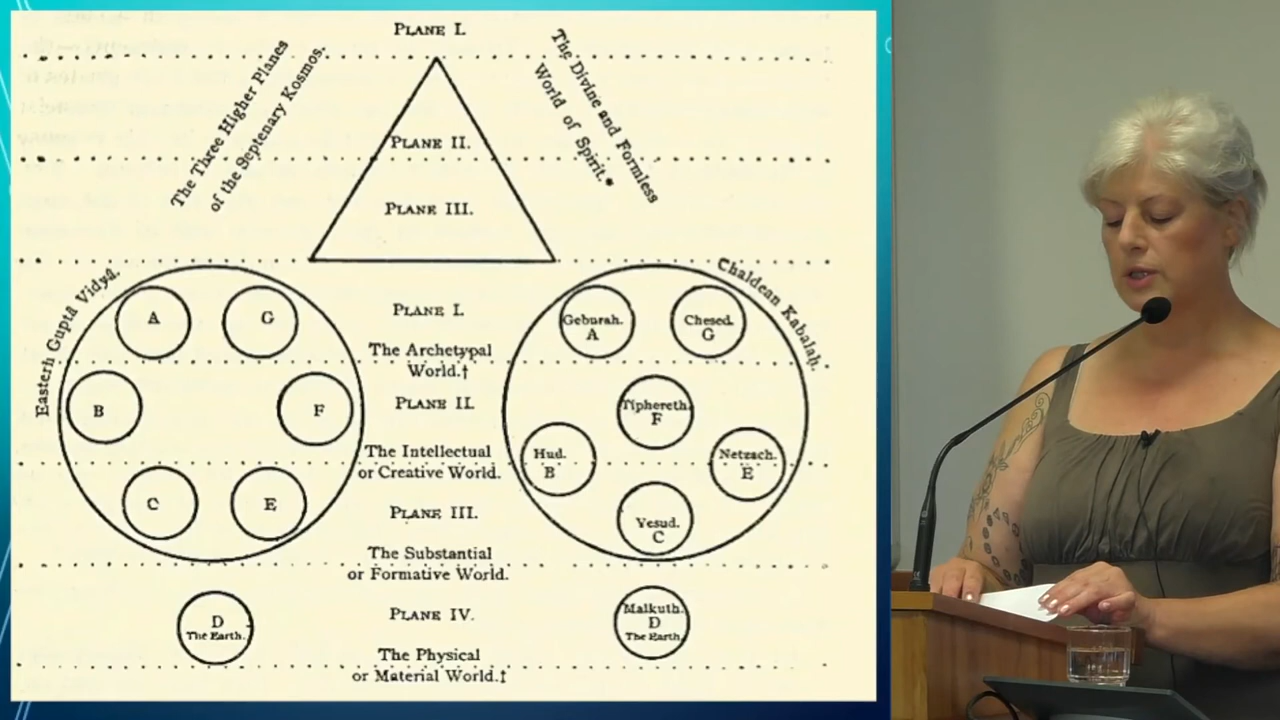 PLANE I.
The Three Higher Planes
of the Septenary Kosmos.
The Divine and Formless
World of Spirit.*
PLANE II.
PLANE III.
Eastern Gupta Vidyâ.
Chaldean Kabalah.
A
G
B
F
C
E
PLANE I.
The Archetypal
World.†
PLANE II.
The Intellectual
or Creative World.
PLANE III.
The Substantial
or Formative World.
Geburah.
A
Chesed.
G
Tiphereth.
F
Hud.
B
Netzach.
E
Yesud.
C
D
The Earth.
PLANE IV.
The Physical
or Material World.‡
Malkuth.
D
The Earth.